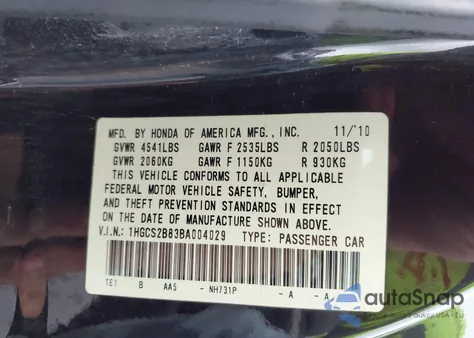 MFD. BY HONDA OF AMERICA MFG., INC. 11/'10
GVWR 4541LBS GAWR F 2535LBS R 2050LBS
GVWR 2060KG GAWR F 1150KG R 930KG
THIS VEHICLE CONFORMS TO ALL APPLICABLE
FEDERAL MOTOR VEHICLE SAFETY, BUMPER,
AND THEFT PREVENTION STANDARDS IN EFFECT
ON THE DATE OF MANUFACTURE SHOWN ABOVE.
V.I.N.: 1HGCS2B83BA004029 TYPE: PASSENGER CAR
TE1 B AA5 - NH731P - A - A
autoSnap